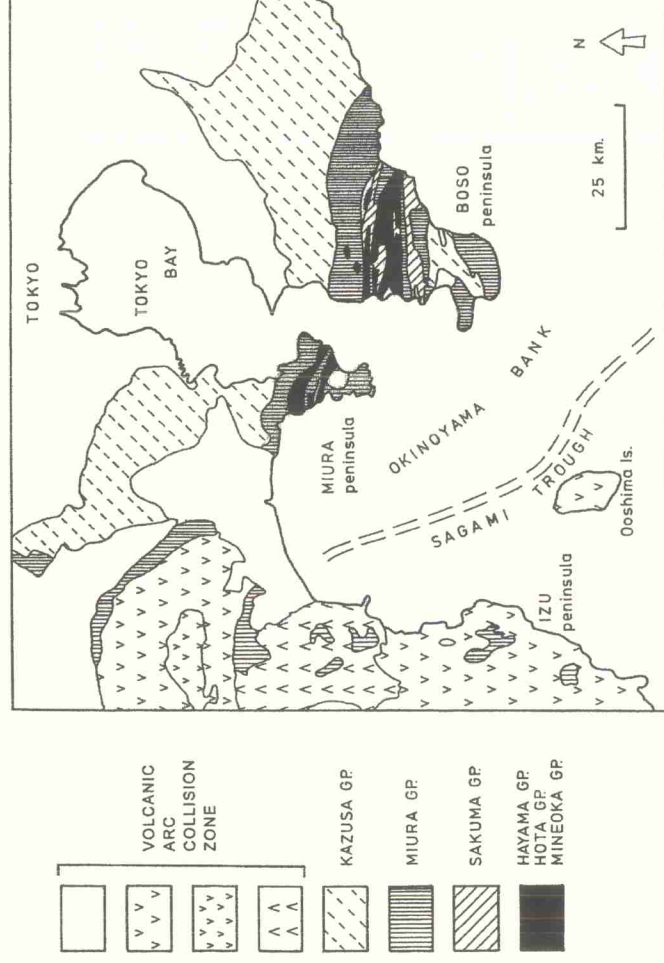 TOKYO
TOKYO
BAY
N
25 km.
BOSO
peninsula
MIURA
peninsula
OKINOYAMA BANK
SAGAMI TROUGH
Ooshima Is.
IZU
peninsula
VOLCANIC
ARC
COLLISION
ZONE
KAZUSA GP.
MIURA GP.
SAKUMA GP.
HAYAMA GP.
HOTA GP.
MINEOKA GP.